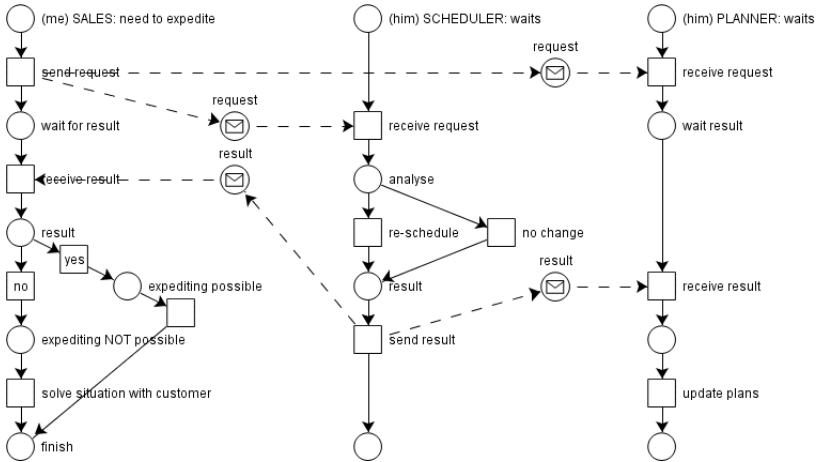 (me) SALES: need to expedite
(him) SCHEDULER: waits
(him) PLANNER: waits
request
send request
receive request
request
wait for result
receive request
wait result
result
receive result
analyse
result
re-schedule
no change
yes
result
no
expediting possible
result
receive result
expediting NOT possible
send result
solve situation with customer
update plans
finish